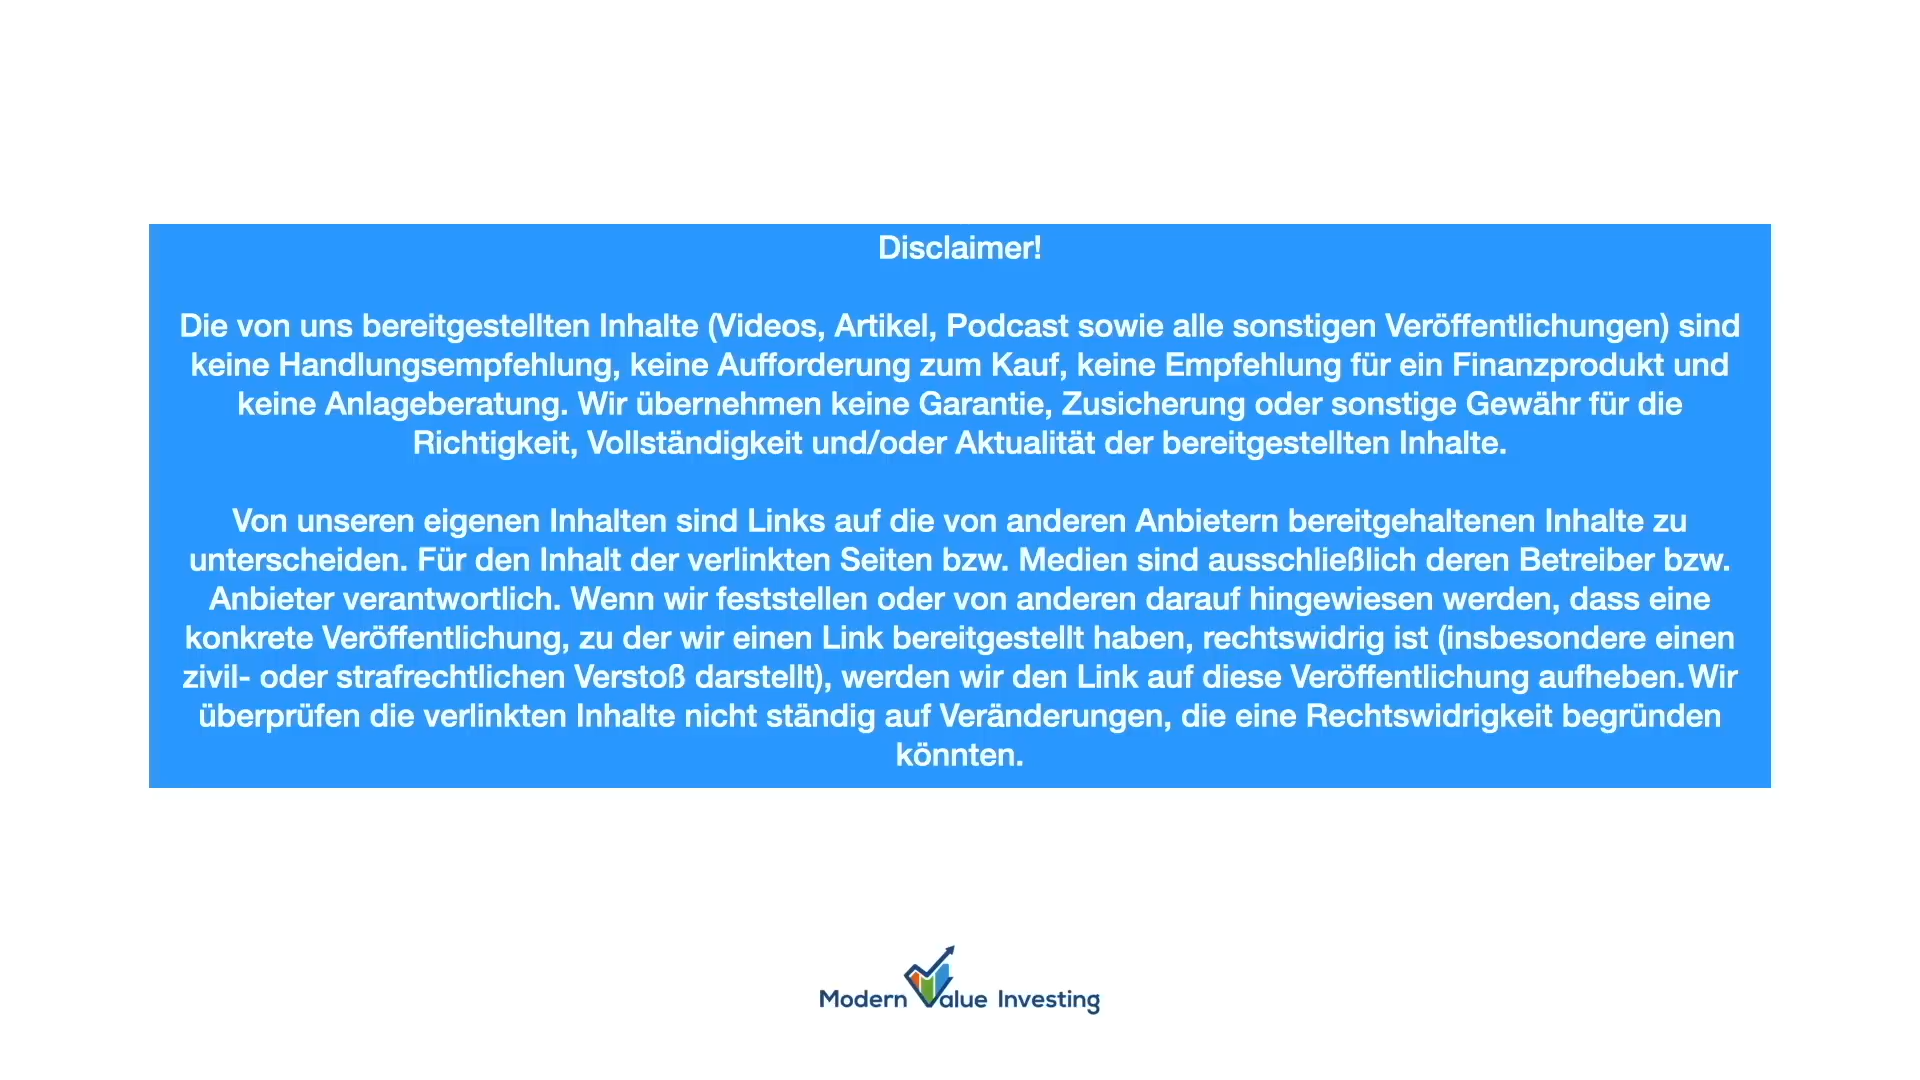 Disclaimer!
Die von uns bereitgestellten Inhalte (Videos, Artikel, Podcast sowie alle sonstigen Veröffentlichungen) sind
keine Handlungsempfehlung, keine Aufforderung zum Kauf, keine Empfehlung für ein Finanzprodukt und
keine Anlageberatung. Wir übernehmen keine Garantie, Zusicherung oder sonstige Gewähr für die
Richtigkeit, Vollständigkeit und/oder Aktualität der bereitgestellten Inhalte.
Von unseren eigenen Inhalten sind Links auf die von anderen Anbietern bereitgehaltenen Inhalte zu
unterscheiden. Für den Inhalt der verlinkten Seiten bzw. Medien sind ausschließlich deren Betreiber bzw.
Anbieter verantwortlich. Wenn wir feststellen oder von anderen darauf hingewiesen werden, dass eine
konkrete Veröffentlichung, zu der wir einen Link bereitgestellt haben, rechtswidrig ist (insbesondere einen
zivil- oder strafrechtlichen Verstoß darstellt), werden wir den Link auf diese Veröffentlichung aufheben. Wir
überprüfen die verlinkten Inhalte nicht ständig auf Veränderungen, die eine Rechtswidrigkeit begründen
könnten.
Modern Value Investing